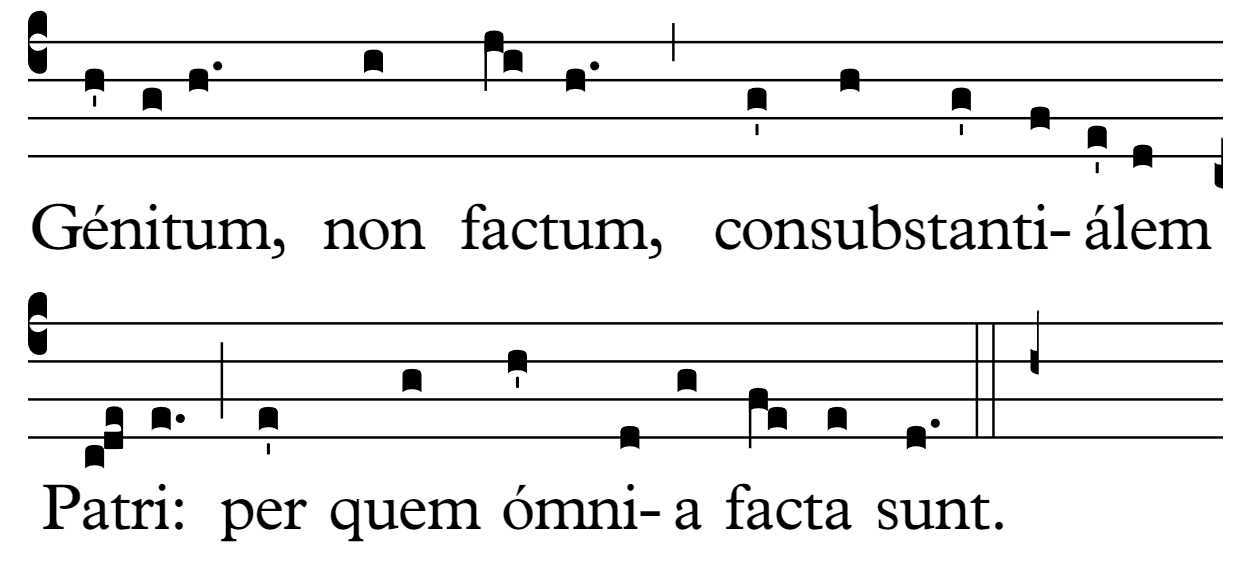 Génitum, non factum, consubstanti- álem
Patri: per quem ómni- a facta sunt.